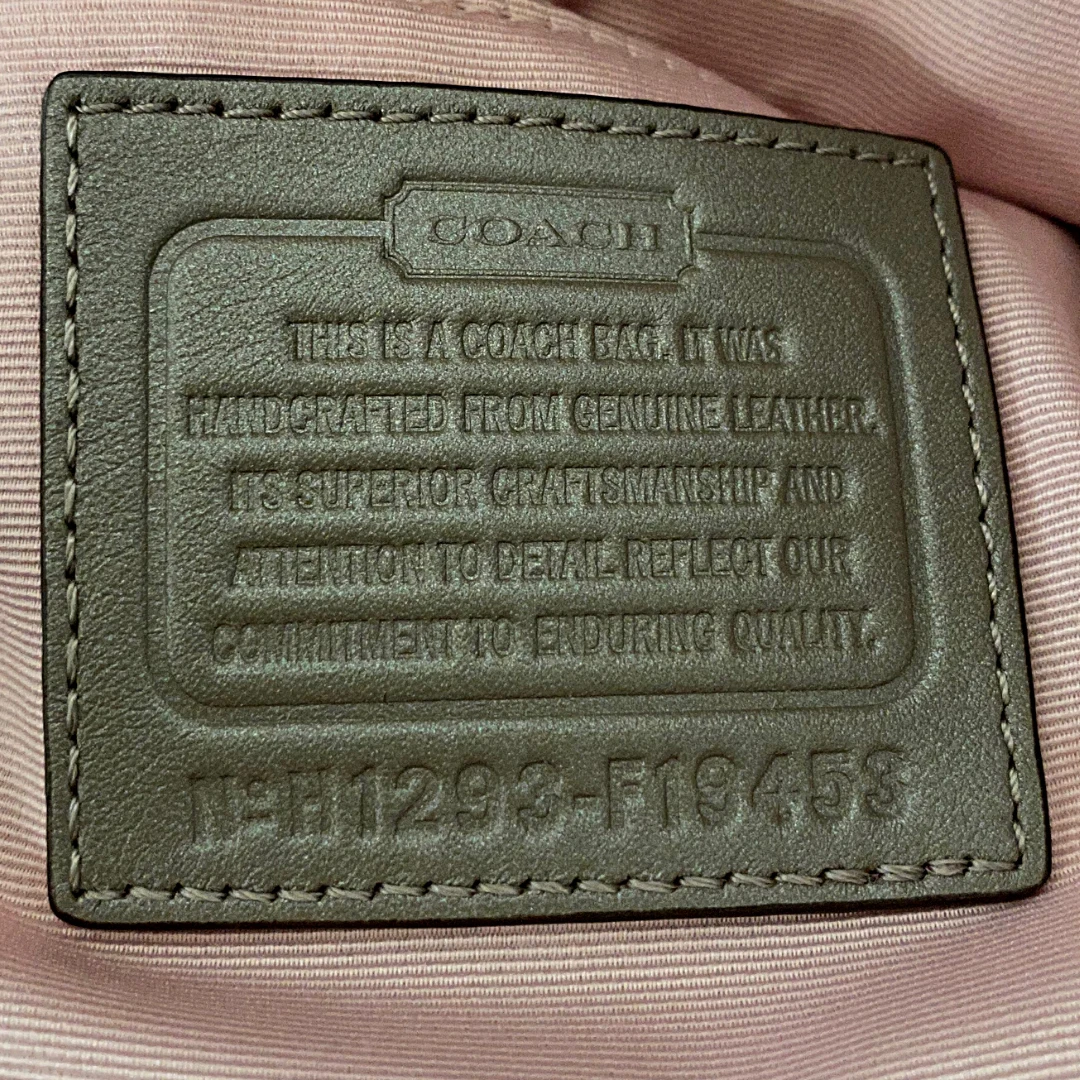 COACH
THIS IS A COACH BAG. IT WAS
HANDCRAFTED FROM GENUINE LEATHER.
ITS SUPERIOR CRAFTSMANSHIP AND
ATTENTION TO DETAIL REFLECT OUR
COMMITMENT TO ENDURING QUALITY.
Nº H1293-F19453